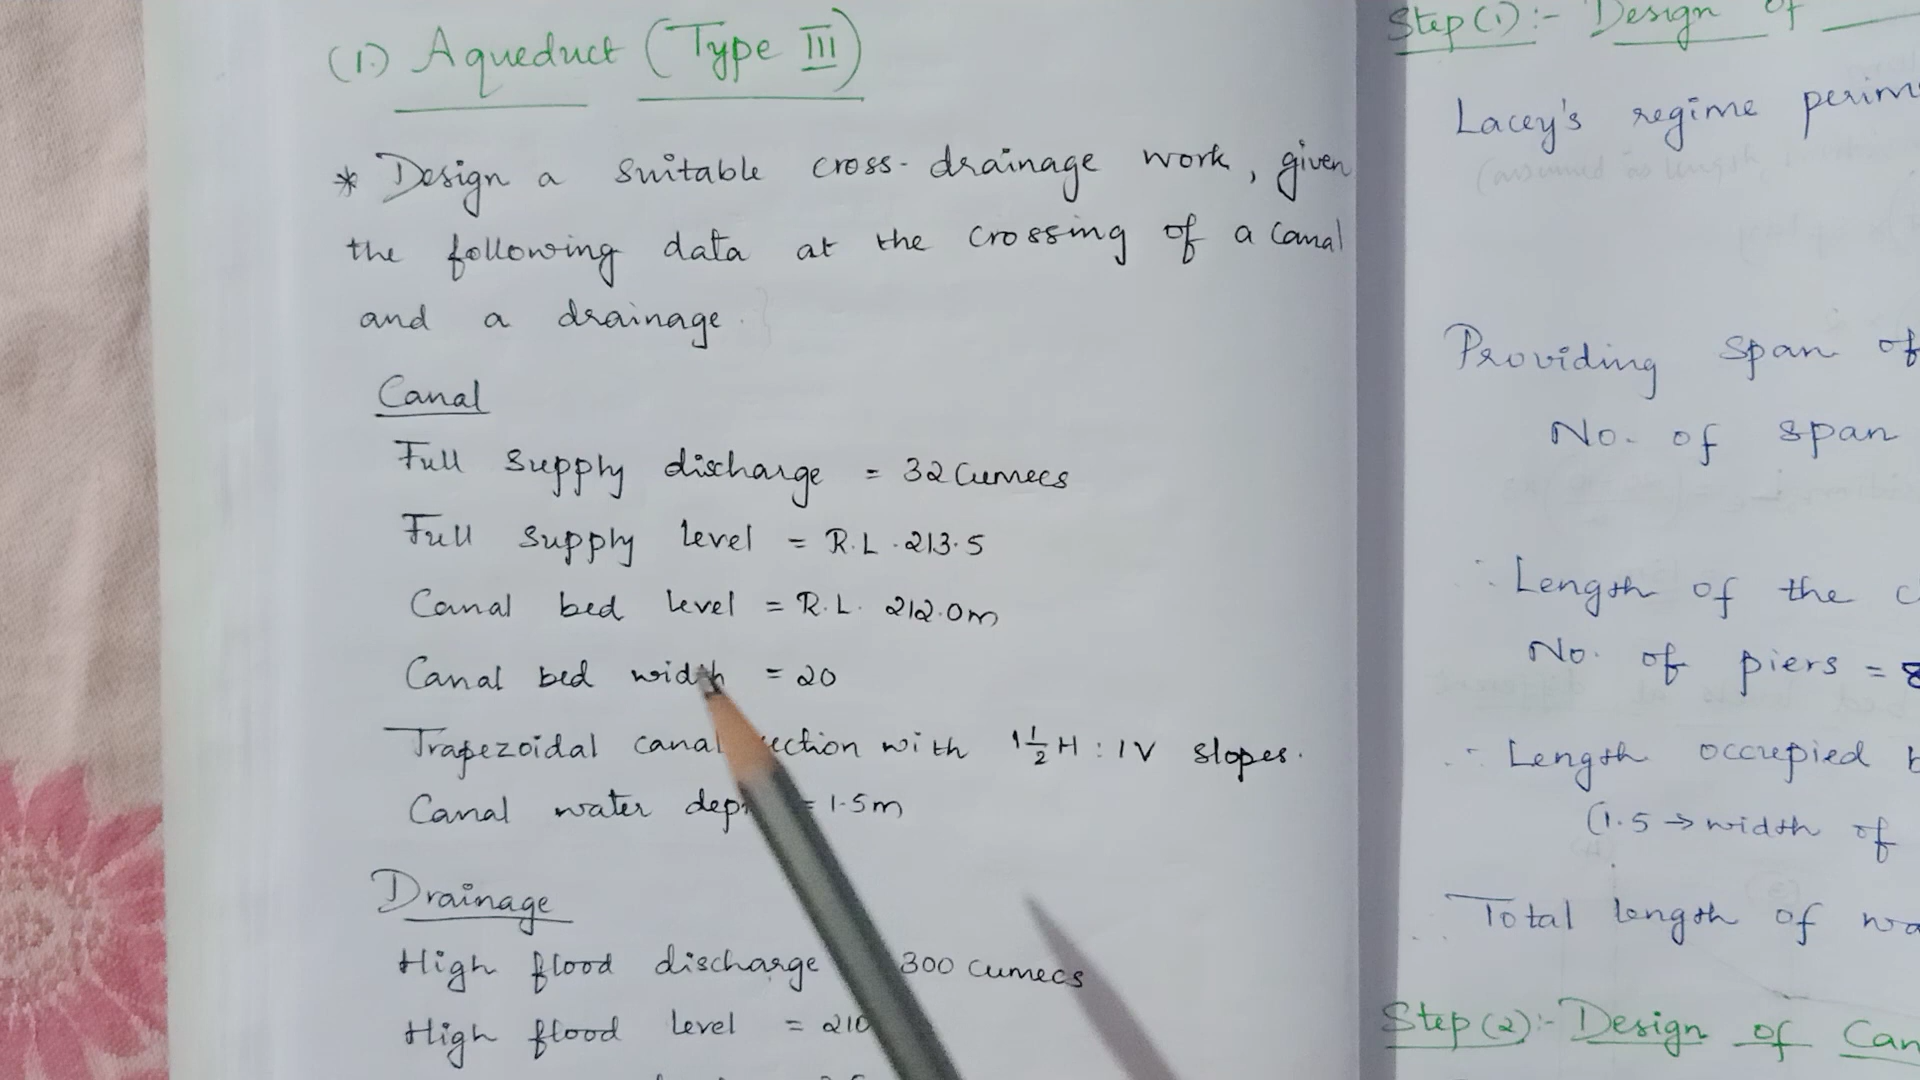 (1.) Aqueduct (Type III)
* Design a suitable cross-drainage work, given
the following data at the crossing of a canal
and a drainage.
Canal
Full supply discharge = 32 Cumecs
Full supply level = R.L. 213.5
Canal bed level = R.L. 212.0m
Canal bed width = 20
Trapezoidal canal section with 1½H:1V slopes.
Canal water depth = 1.5m
Drainage
High flood discharge 300 cumecs
High flood level = 210
Step (1):- Design of
Lacey's regime
Providing span of
No. of span
∴ Length of the
No. of piers =
∴ Length occupied
(1.5 → width of
∴ Total length of
Step (2):- Design of